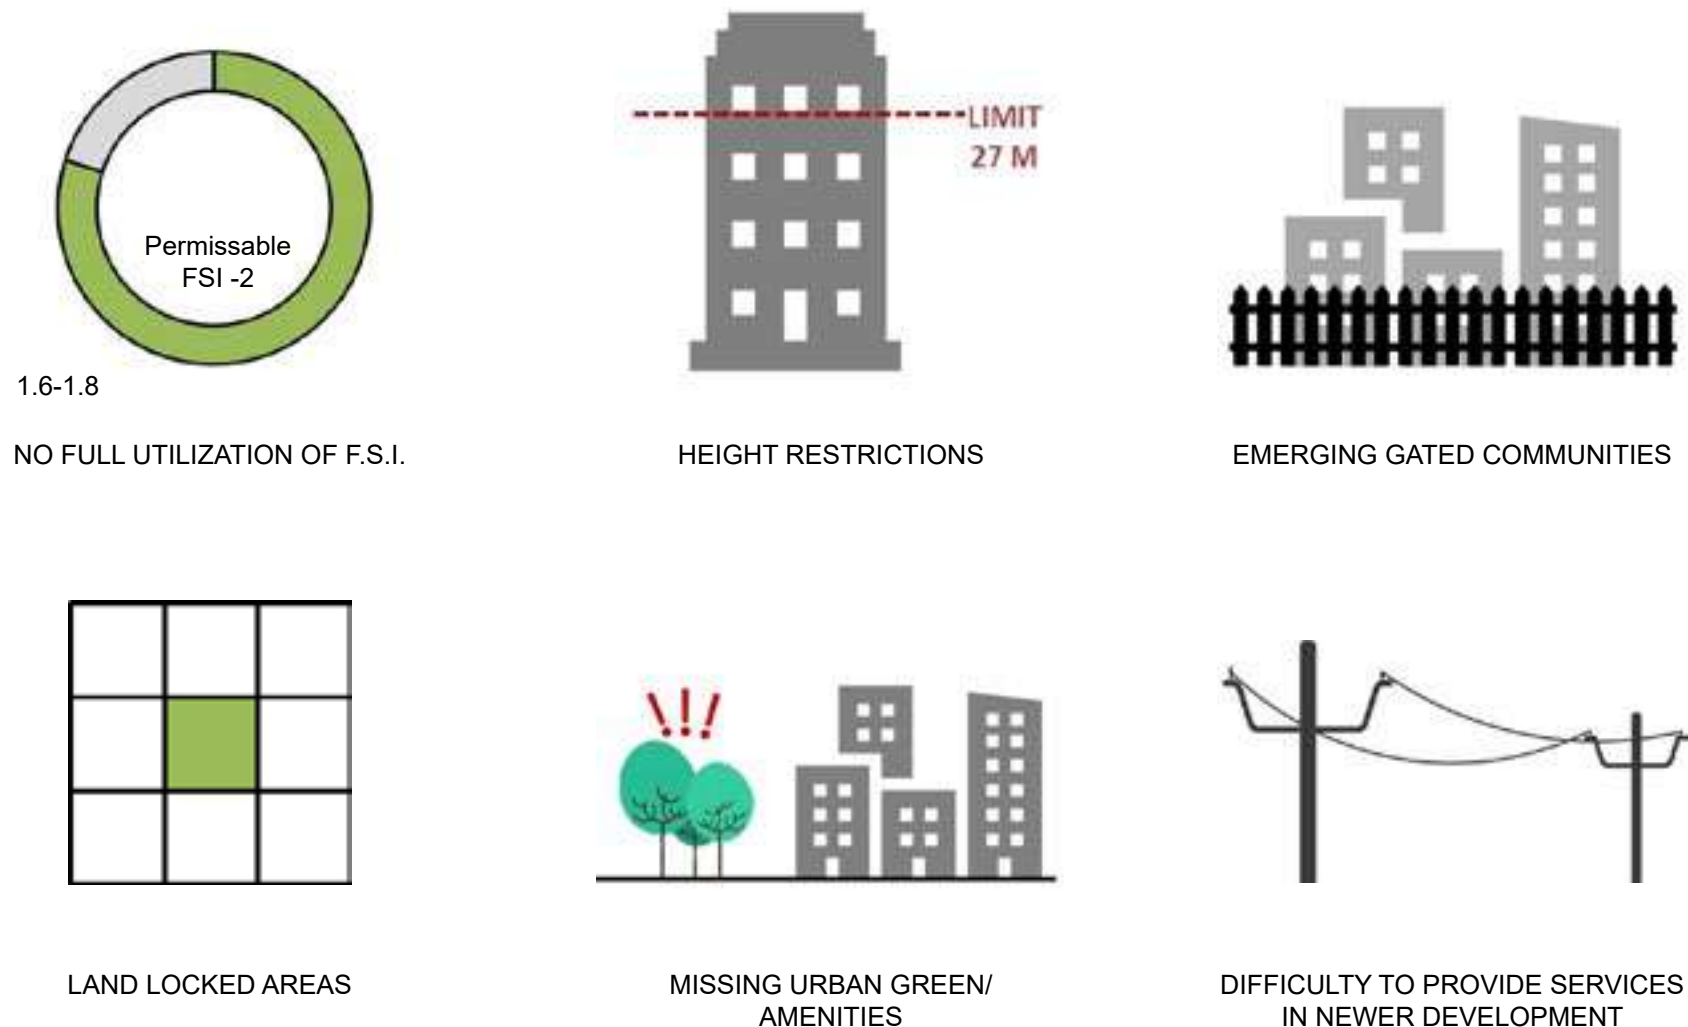 Permissable
FSI -2
1.6-1.8
NO FULL UTILIZATION OF F.S.I.
LIMIT
27 M
HEIGHT RESTRICTIONS
EMERGING GATED COMMUNITIES
LAND LOCKED AREAS
MISSING URBAN GREEN/
AMENITIES
DIFFICULTY TO PROVIDE SERVICES
IN NEWER DEVELOPMENT